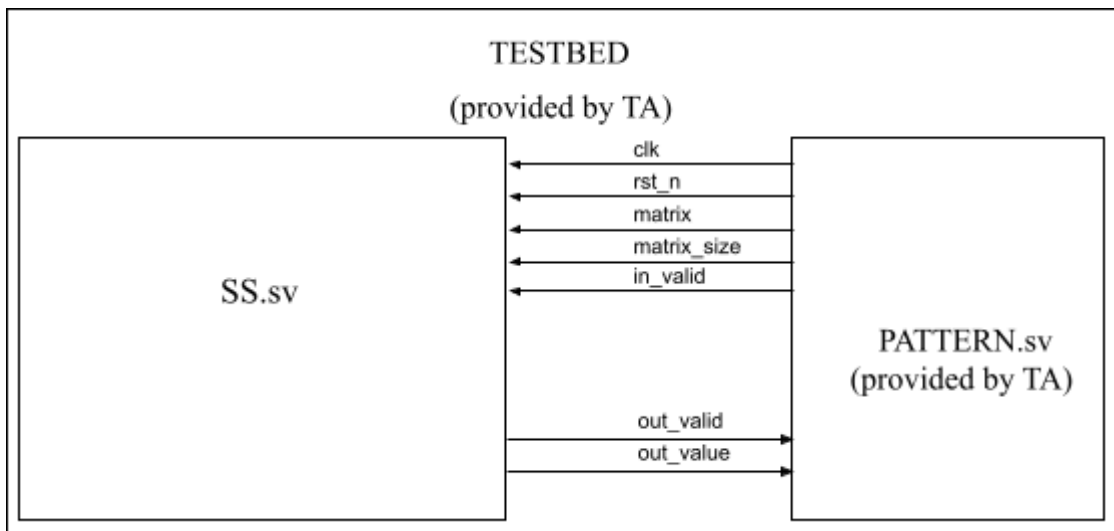 TESTBED
(provided by TA)
clk
rst_n
matrix
matrix_size
in_valid
SS.sv
PATTERN.sv
(provided by TA)
out_valid
out_value